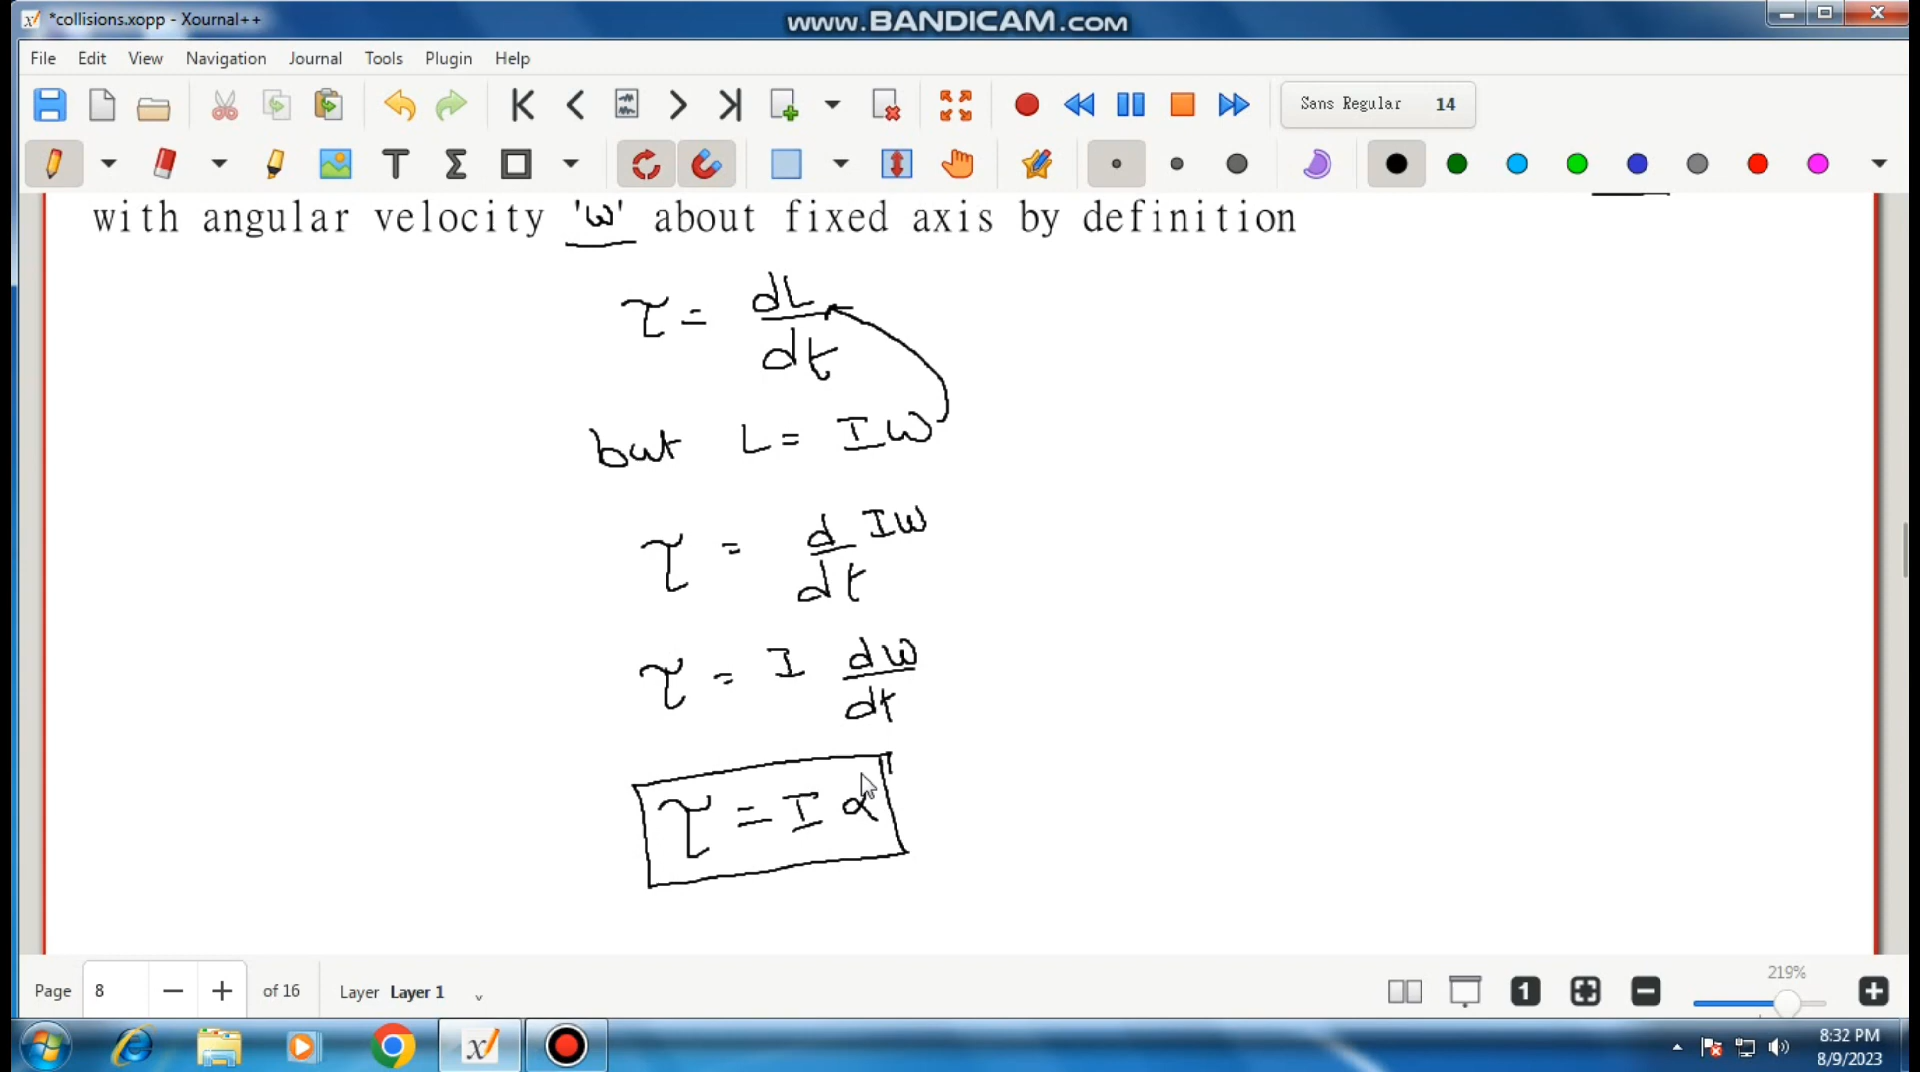 *collisions.xopp - Xournal++
www.BANDICAM.com
File Edit View Navigation Journal Tools Plugin Help
Sans Regular 14
with angular velocity 'ω' about fixed axis by definition
τ = dL/dt
but L = Iω
τ = d/dt Iω
τ = I dω/dt
τ = I α
Page 8 of 16 Layer Layer 1 219%
8:32 PM
8/9/2023